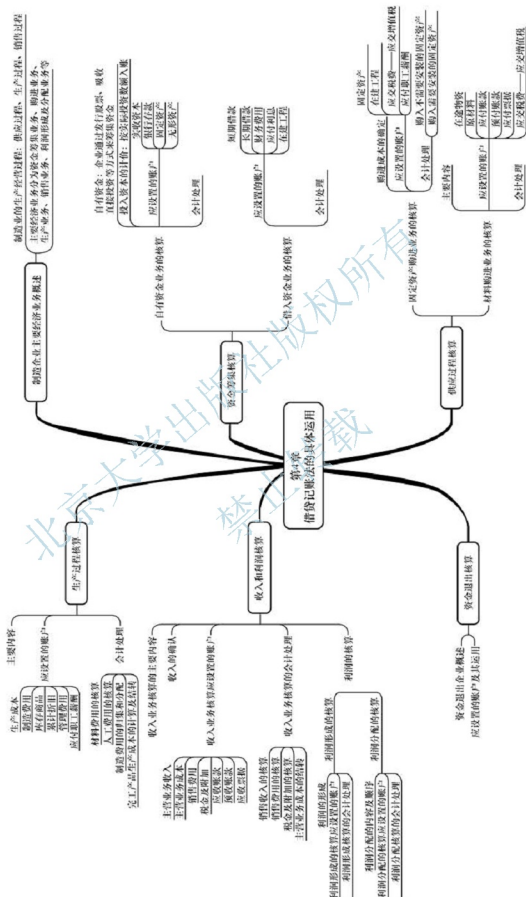 第4章
借贷记账法的具体运用
制造企业主要经济业务概述
制造业的生产经营过程：供应过程、生产过程、销售过程
主要经济业务分为资金筹集业务、购进业务、
生产业务、销售业务、利润形成及分配业务等
资金筹集核算
自有资金业务的核算
自有资金：企业通过发行股票、吸收
直接投资等方式来筹集资金
投入资本的计价：按实际投资数额入账
应设置的账户
实收资本
银行存款
固定资产
无形资产
会计处理
借入资金业务的核算
应设置的账户
短期借款
长期借款
财务费用
应付利息
在建工程
会计处理
供应过程核算
固定资产购进业务的核算
购进成本的确定
应设置的账户
固定资产
在建工程
应交税费——应交增值税
应付职工薪酬
会计处理
购入不需要安装的固定资产
购入需要安装的固定资产
材料购进业务的核算
主要内容
应设置的账户
在途物资
原材料
应付账款
预付账款
应付票据
应交税费——应交增值税
会计处理
生产过程核算
主要内容
应设置的账户
生产成本
制造费用
库存商品
累计折旧
管理费用
应付职工薪酬
会计处理
材料费用的核算
人工费用的核算
制造费用的归集和分配
完工产品生产成本的计算及结转
收入和利润核算
收入业务核算的主要内容
收入的确认
收入业务核算应设置的账户
主营业务收入
主营业务成本
销售费用
税金及附加
应收账款
预收账款
应收票据
收入业务核算的会计处理
销售收入的核算
销售费用的核算
税金及附加的核算
主营业务成本的结转
利润的核算
利润形成的核算
利润的形成
利润形成的核算应设置的账户
利润形成核算的会计处理
利润分配的核算
利润分配的内容及顺序
利润分配的核算应设置的账户
利润分配核算的会计处理
资金退出核算
资金退出企业概述
应设置的账户及其运用
北京大学出版社版权所有
禁止下载